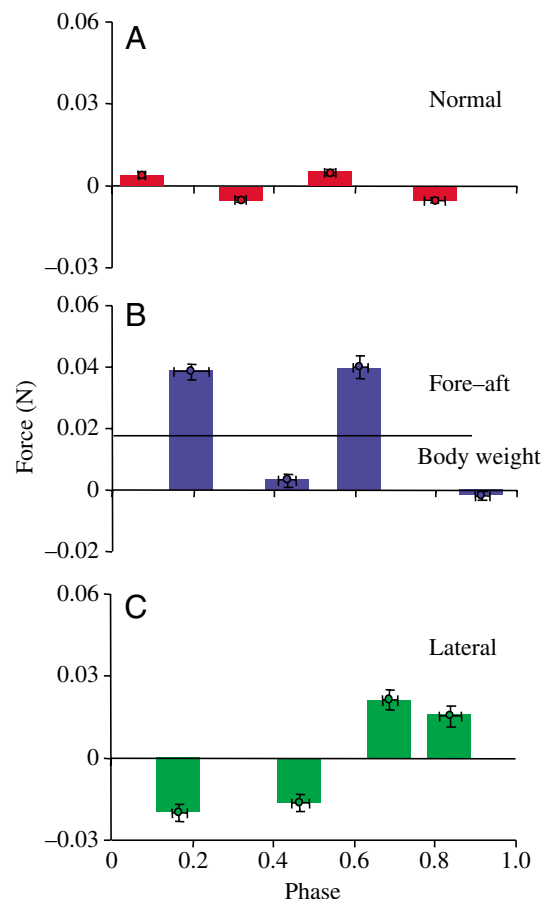 A
Normal
0.06
0.03
0
–0.03
B
Fore–aft
Body weight
0.06
0.04
0.02
0
–0.02
Force (N)
C
Lateral
0.06
0.03
0
–0.03
0 0.2 0.4 0.6 0.8 1.0
Phase